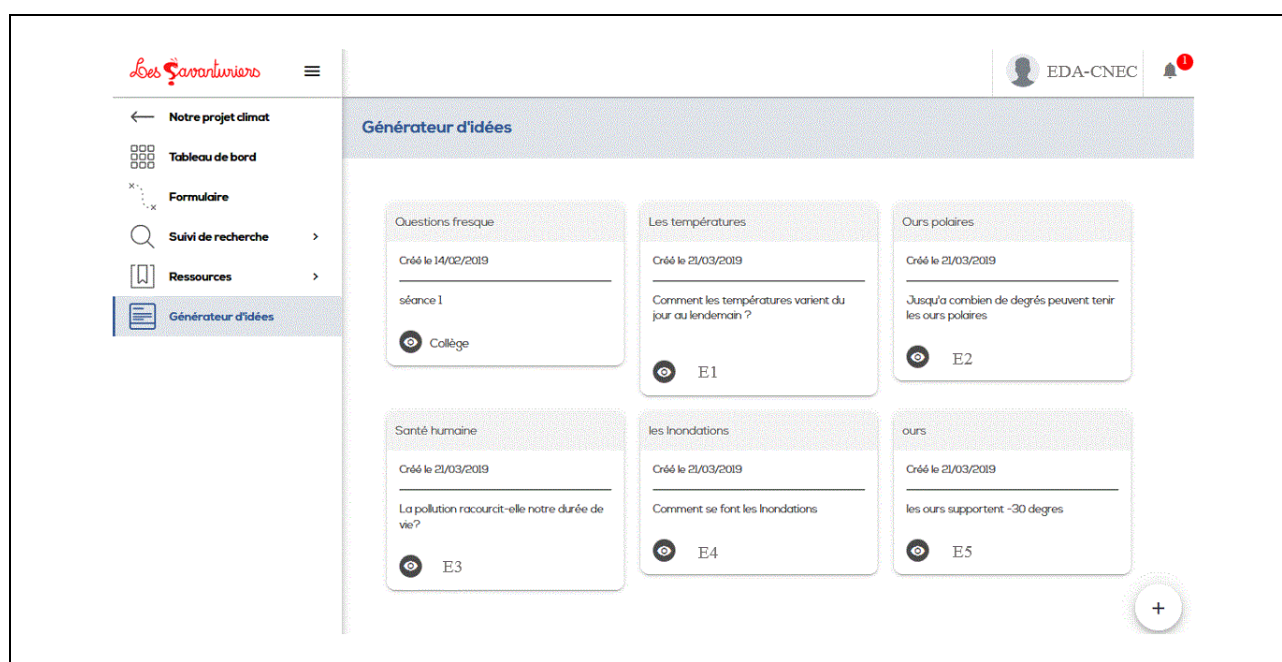 Les Savanturiers
EDA-CNEC
1
Notre projet climat
Tableau de bord
Formulaire
Suivi de recherche
Ressources
Générateur d'idées
Générateur d'idées
Questions fresque
Créé le 14/02/2019
séance 1
Collège
Les températures
Créé le 21/03/2019
Comment les températures varient du
jour au lendemain ?
E1
Ours polaires
Créé le 21/03/2019
Jusqu'a combien de degrés peuvent tenir
les ours polaires
E2
Santé humaine
Créé le 21/03/2019
La pollution racourcit-elle notre durée de
vie?
E3
les Inondations
Créé le 21/03/2019
Comment se font les Inondations
E4
ours
Créé le 21/03/2019
les ours supportent -30 degres
E5